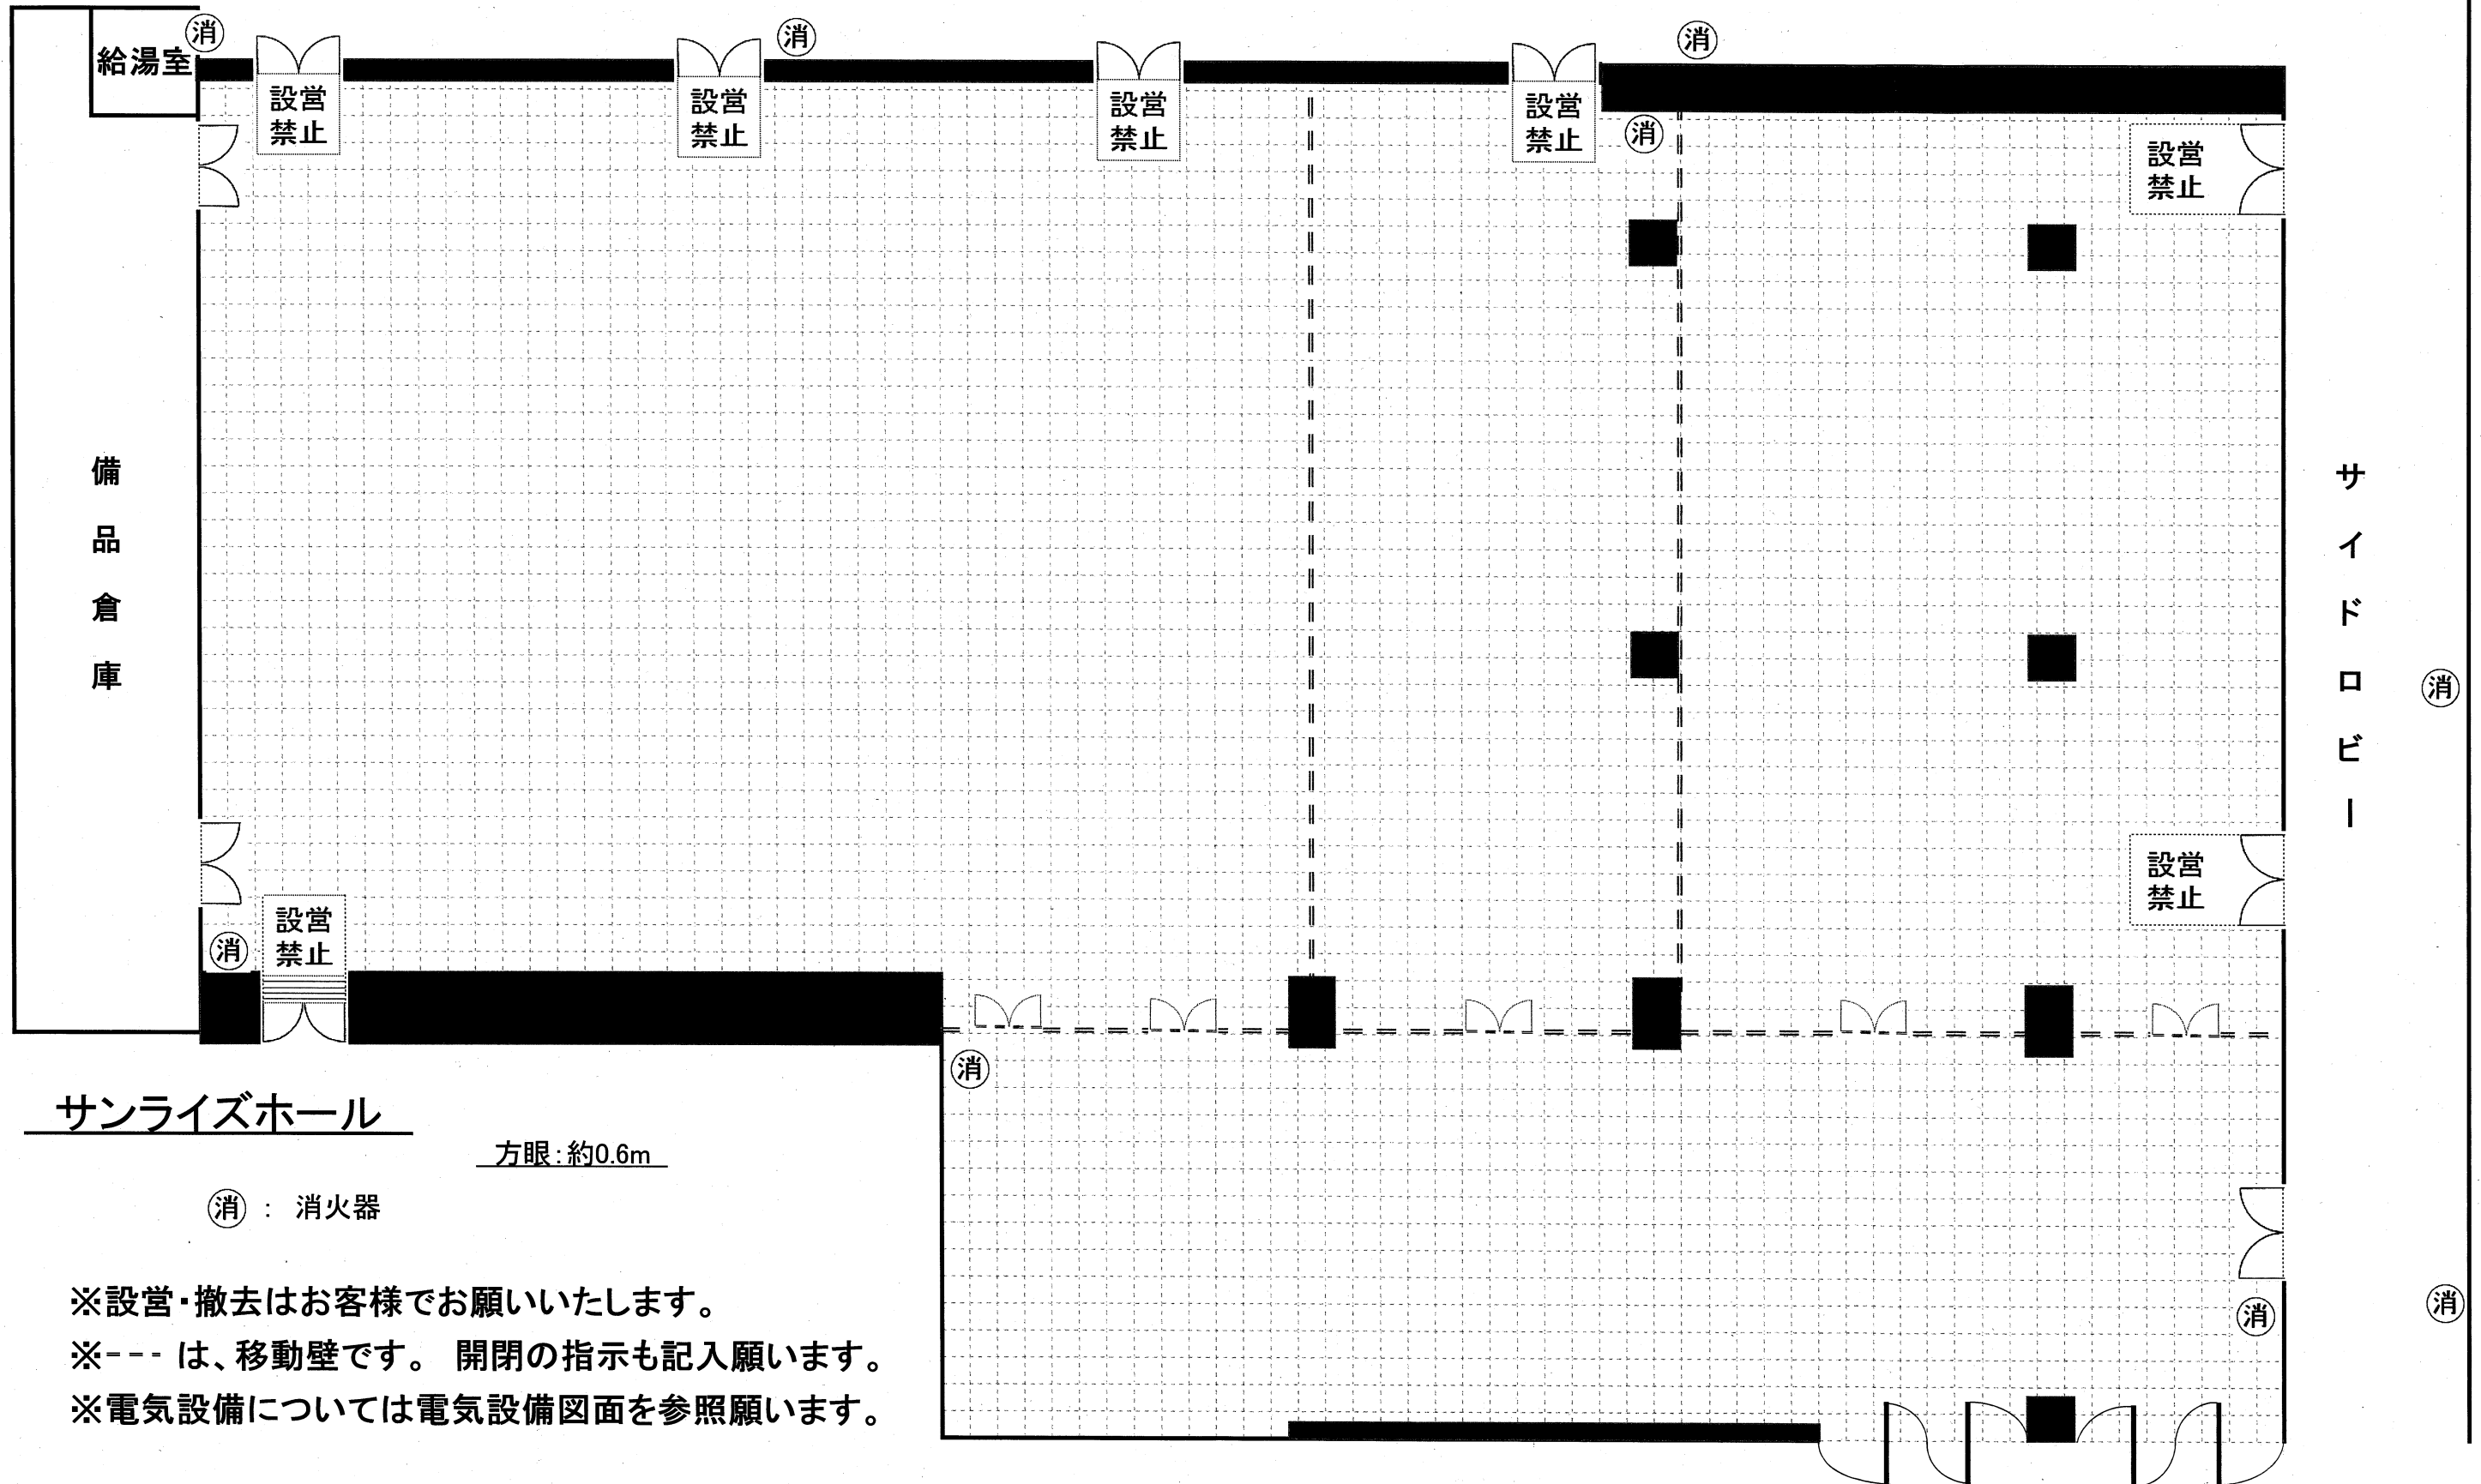 消
消
消
給湯室
設営
禁止
設営
禁止
設営
禁止
設営
禁止
消
設営
禁止
備品倉庫
サイドロビー
消
設営
禁止
設営
禁止
消
消
サンライズホール
方眼:約0.6m
消 : 消火器
※設営・撤去はお客様でお願いいたします。
※--- は、移動壁です。 開閉の指示も記入願います。
※電気設備については電気設備図面を参照願います。
消
消